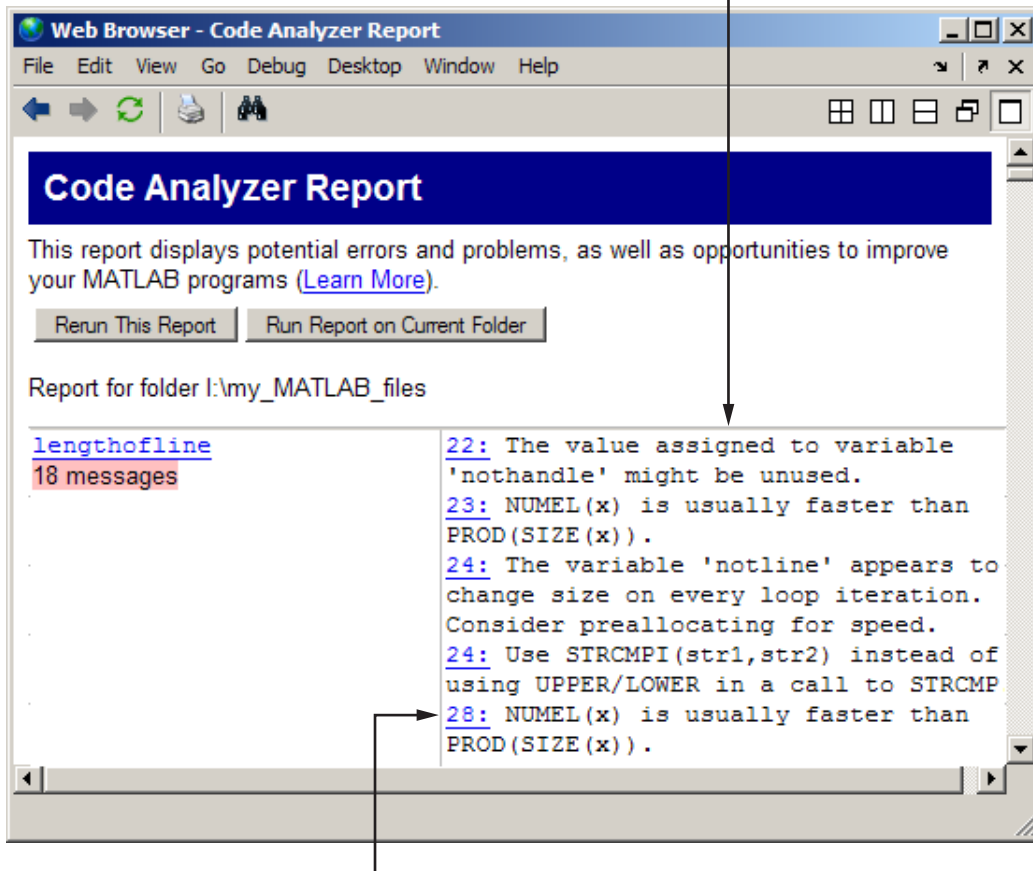 Web Browser - Code Analyzer Report
File Edit View Go Debug Desktop Window Help
Code Analyzer Report
This report displays potential errors and problems, as well as opportunities to improve
your MATLAB programs (Learn More).
Rerun This Report Run Report on Current Folder
Report for folder I:\my_MATLAB_files
lengthofline
18 messages
22: The value assigned to variable
'nothandle' might be unused.
23: NUMEL(x) is usually faster than
PROD(SIZE(x)).
24: The variable 'notline' appears to
change size on every loop iteration.
Consider preallocating for speed.
24: Use STRCMPI(str1,str2) instead of
using UPPER/LOWER in a call to STRCMP
28: NUMEL(x) is usually faster than
PROD(SIZE(x)).